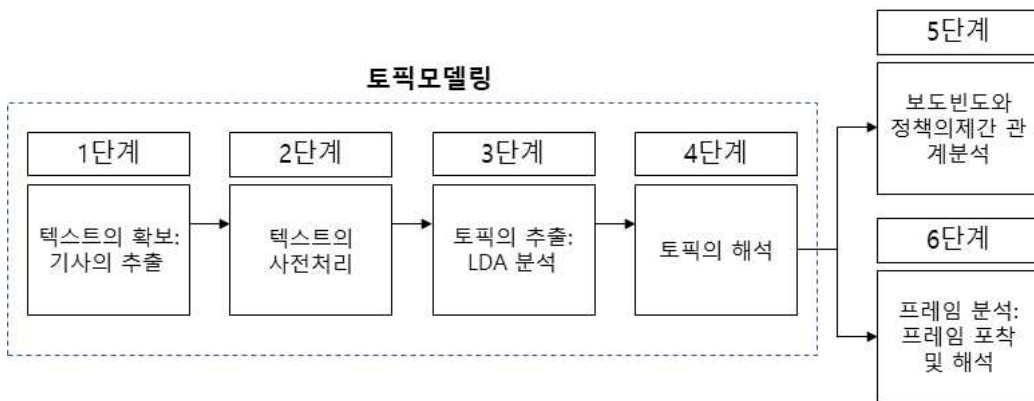 토픽모델링
1단계
텍스트의 확보:
기사의 추출
2단계
텍스트의
사전처리
3단계
토픽의 추출:
LDA 분석
4단계
토픽의 해석
5단계
보도빈도와
정책의제간 관
계분석
6단계
프레임 분석:
프레임 포착
및 해석